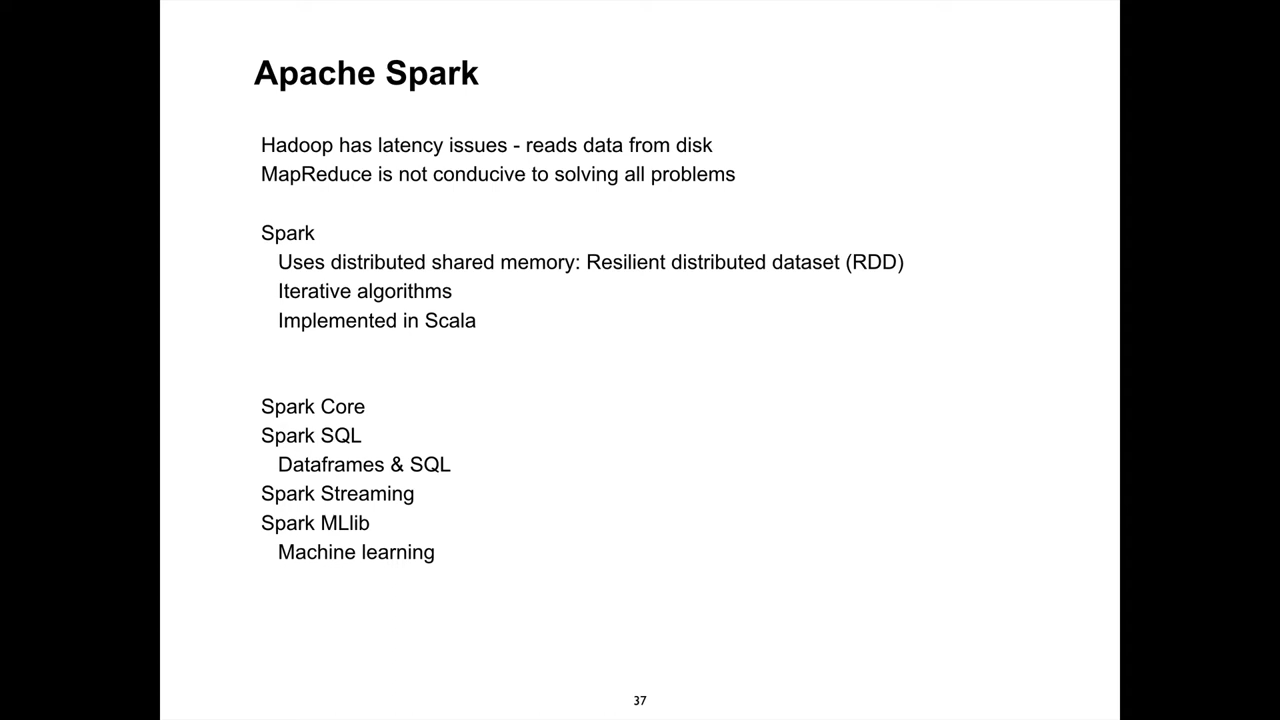 Apache Spark
Hadoop has latency issues - reads data from disk
MapReduce is not conducive to solving all problems
Spark
Uses distributed shared memory: Resilient distributed dataset (RDD)
Iterative algorithms
Implemented in Scala
Spark Core
Spark SQL
Dataframes & SQL
Spark Streaming
Spark MLlib
Machine learning
37